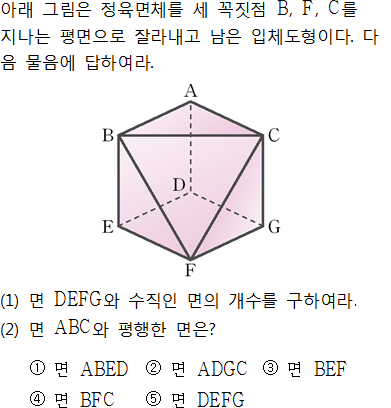 아래 그림은 정육면체를 세 꼭짓점 B, F, C를
지나는 평면으로 잘라내고 남은 입체도형이다. 다
음 물음에 답하여라.
A
B
C
D
E
G
F
(1) 면 DEFG와 수직인 면의 개수를 구하여라.
(2) 면 ABC와 평행한 면은?
① 면 ABED ② 면 ADGC ③ 면 BEF
④ 면 BFC ⑤ 면 DEFG